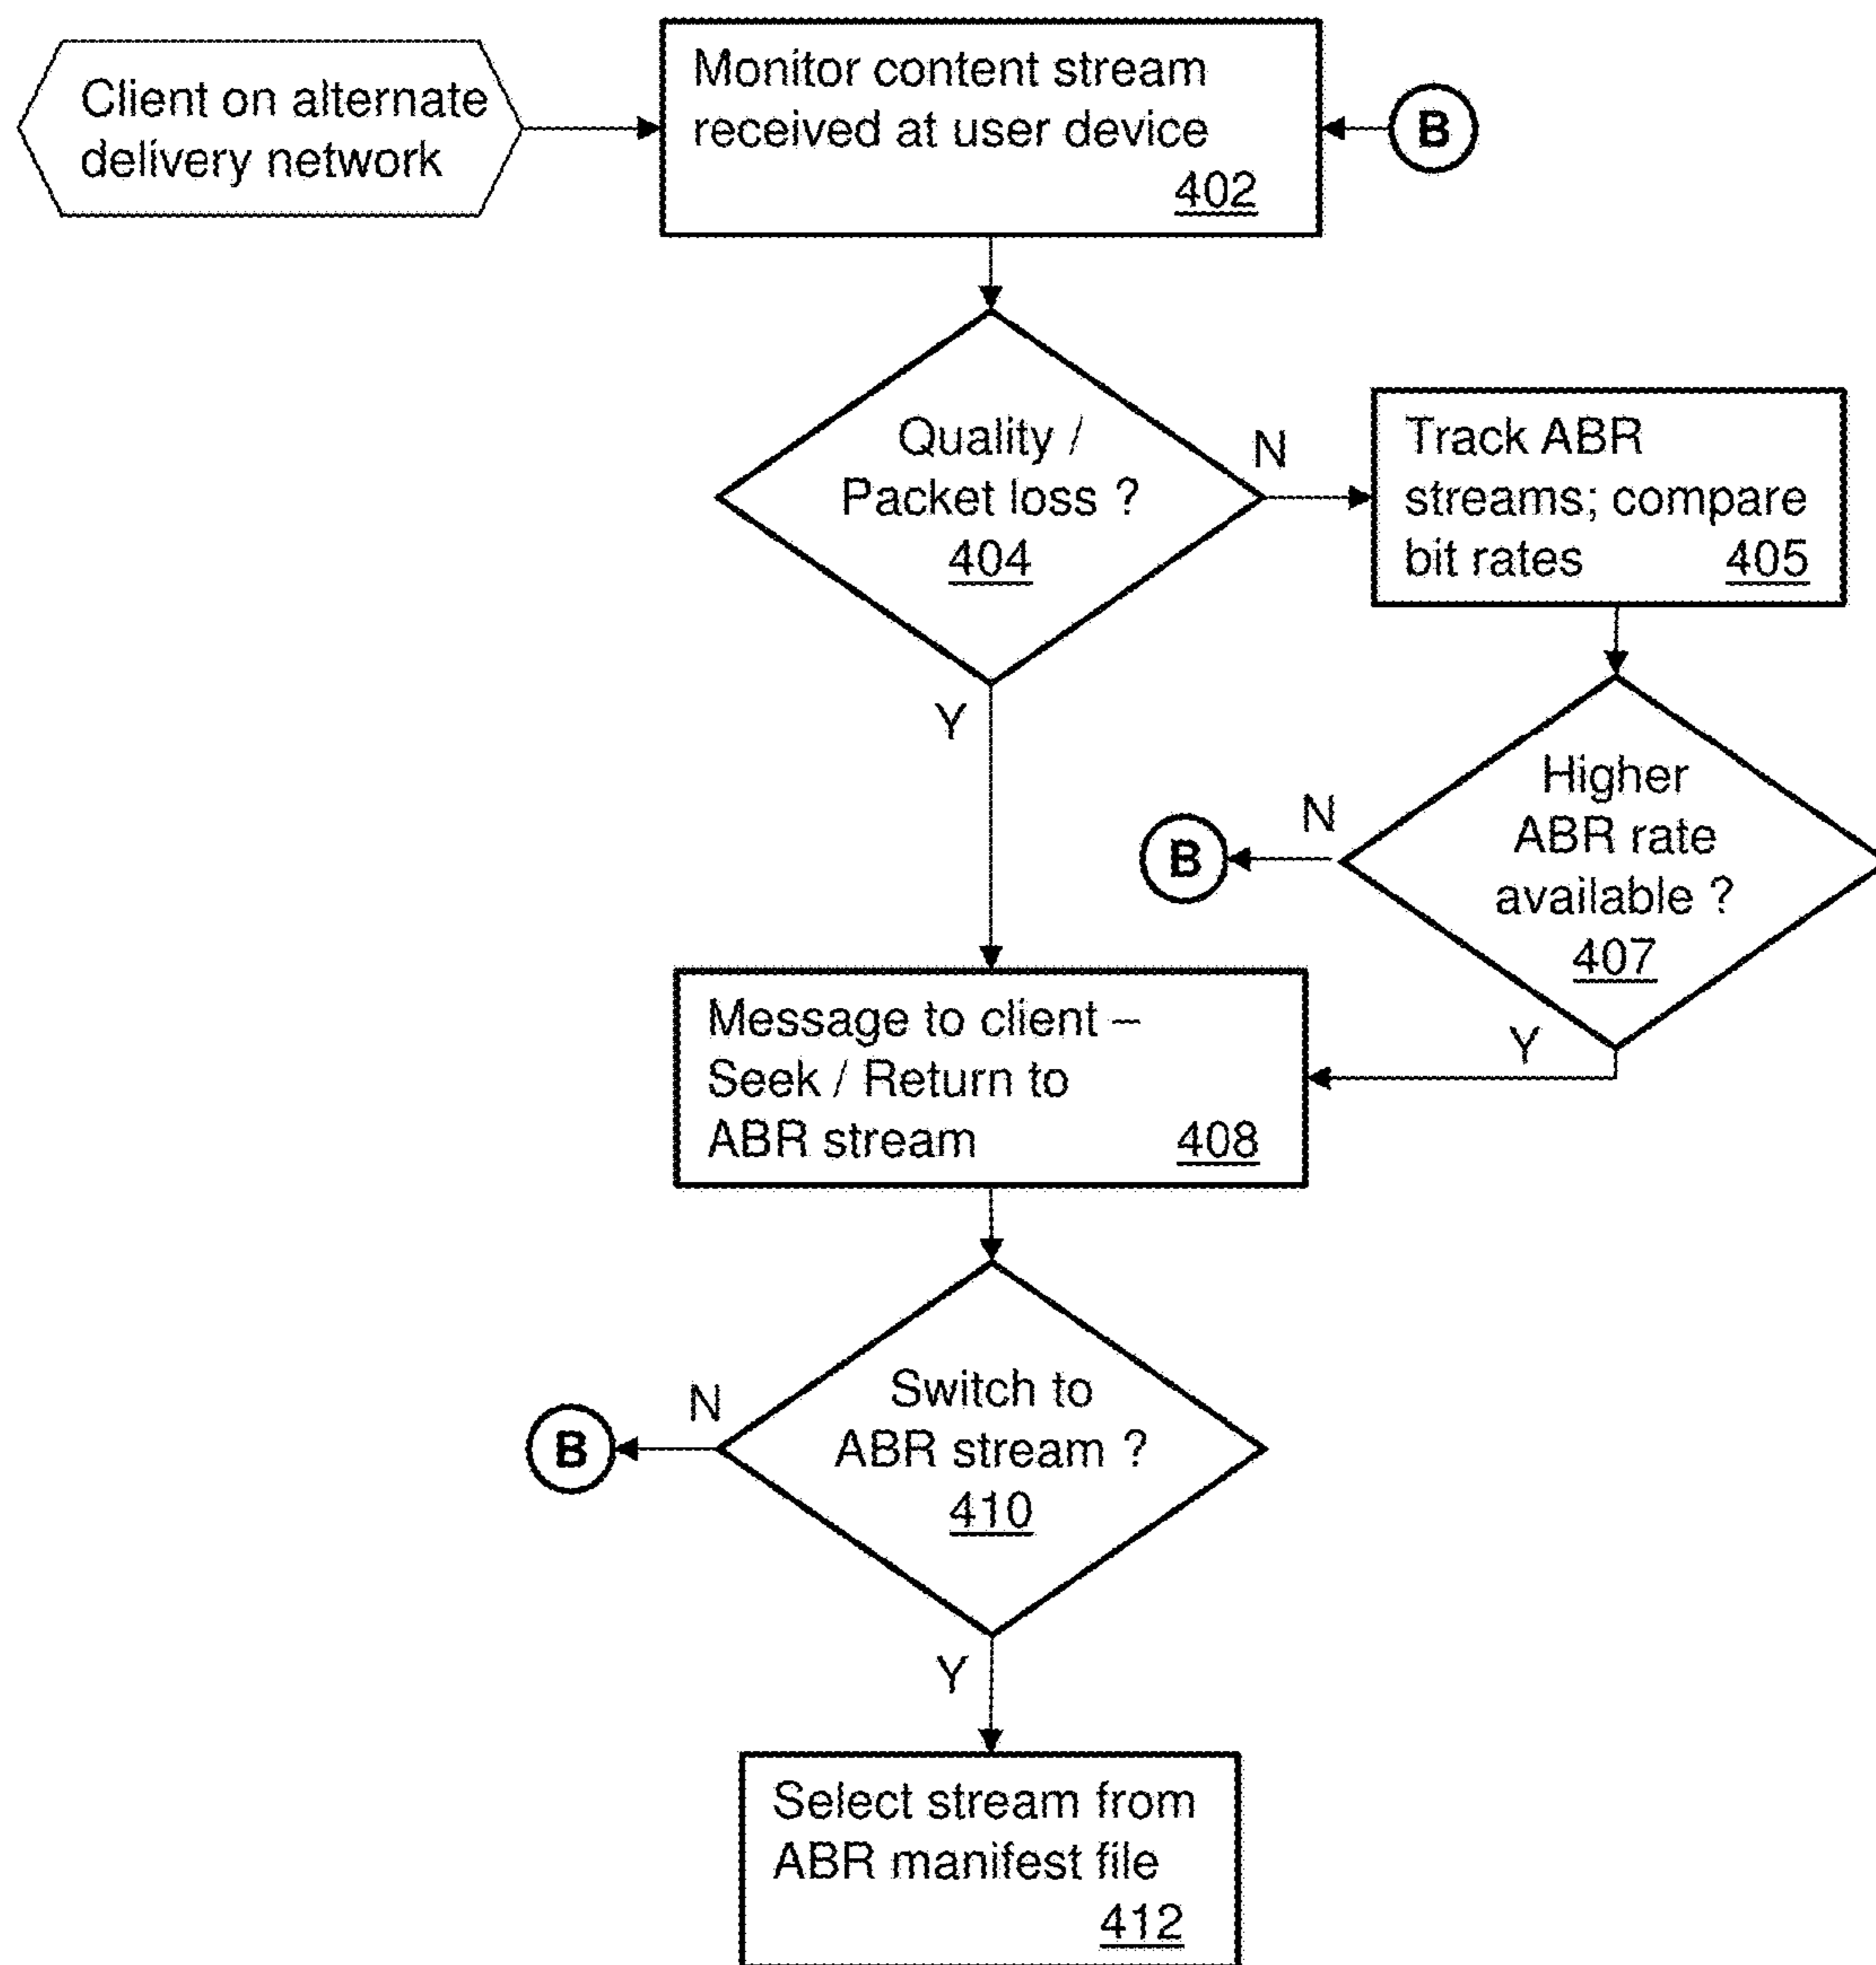 Client on alternate
delivery network
Monitor content stream
received at user device
402
B
Quality /
Packet loss ?
404
N
Y
Track ABR
streams; compare
bit rates 405
Higher
ABR rate
available ?
407
N
B
Y
Message to client –
Seek / Return to
ABR stream 408
Switch to
ABR stream ?
410
N
B
Y
Select stream from
ABR manifest file
412